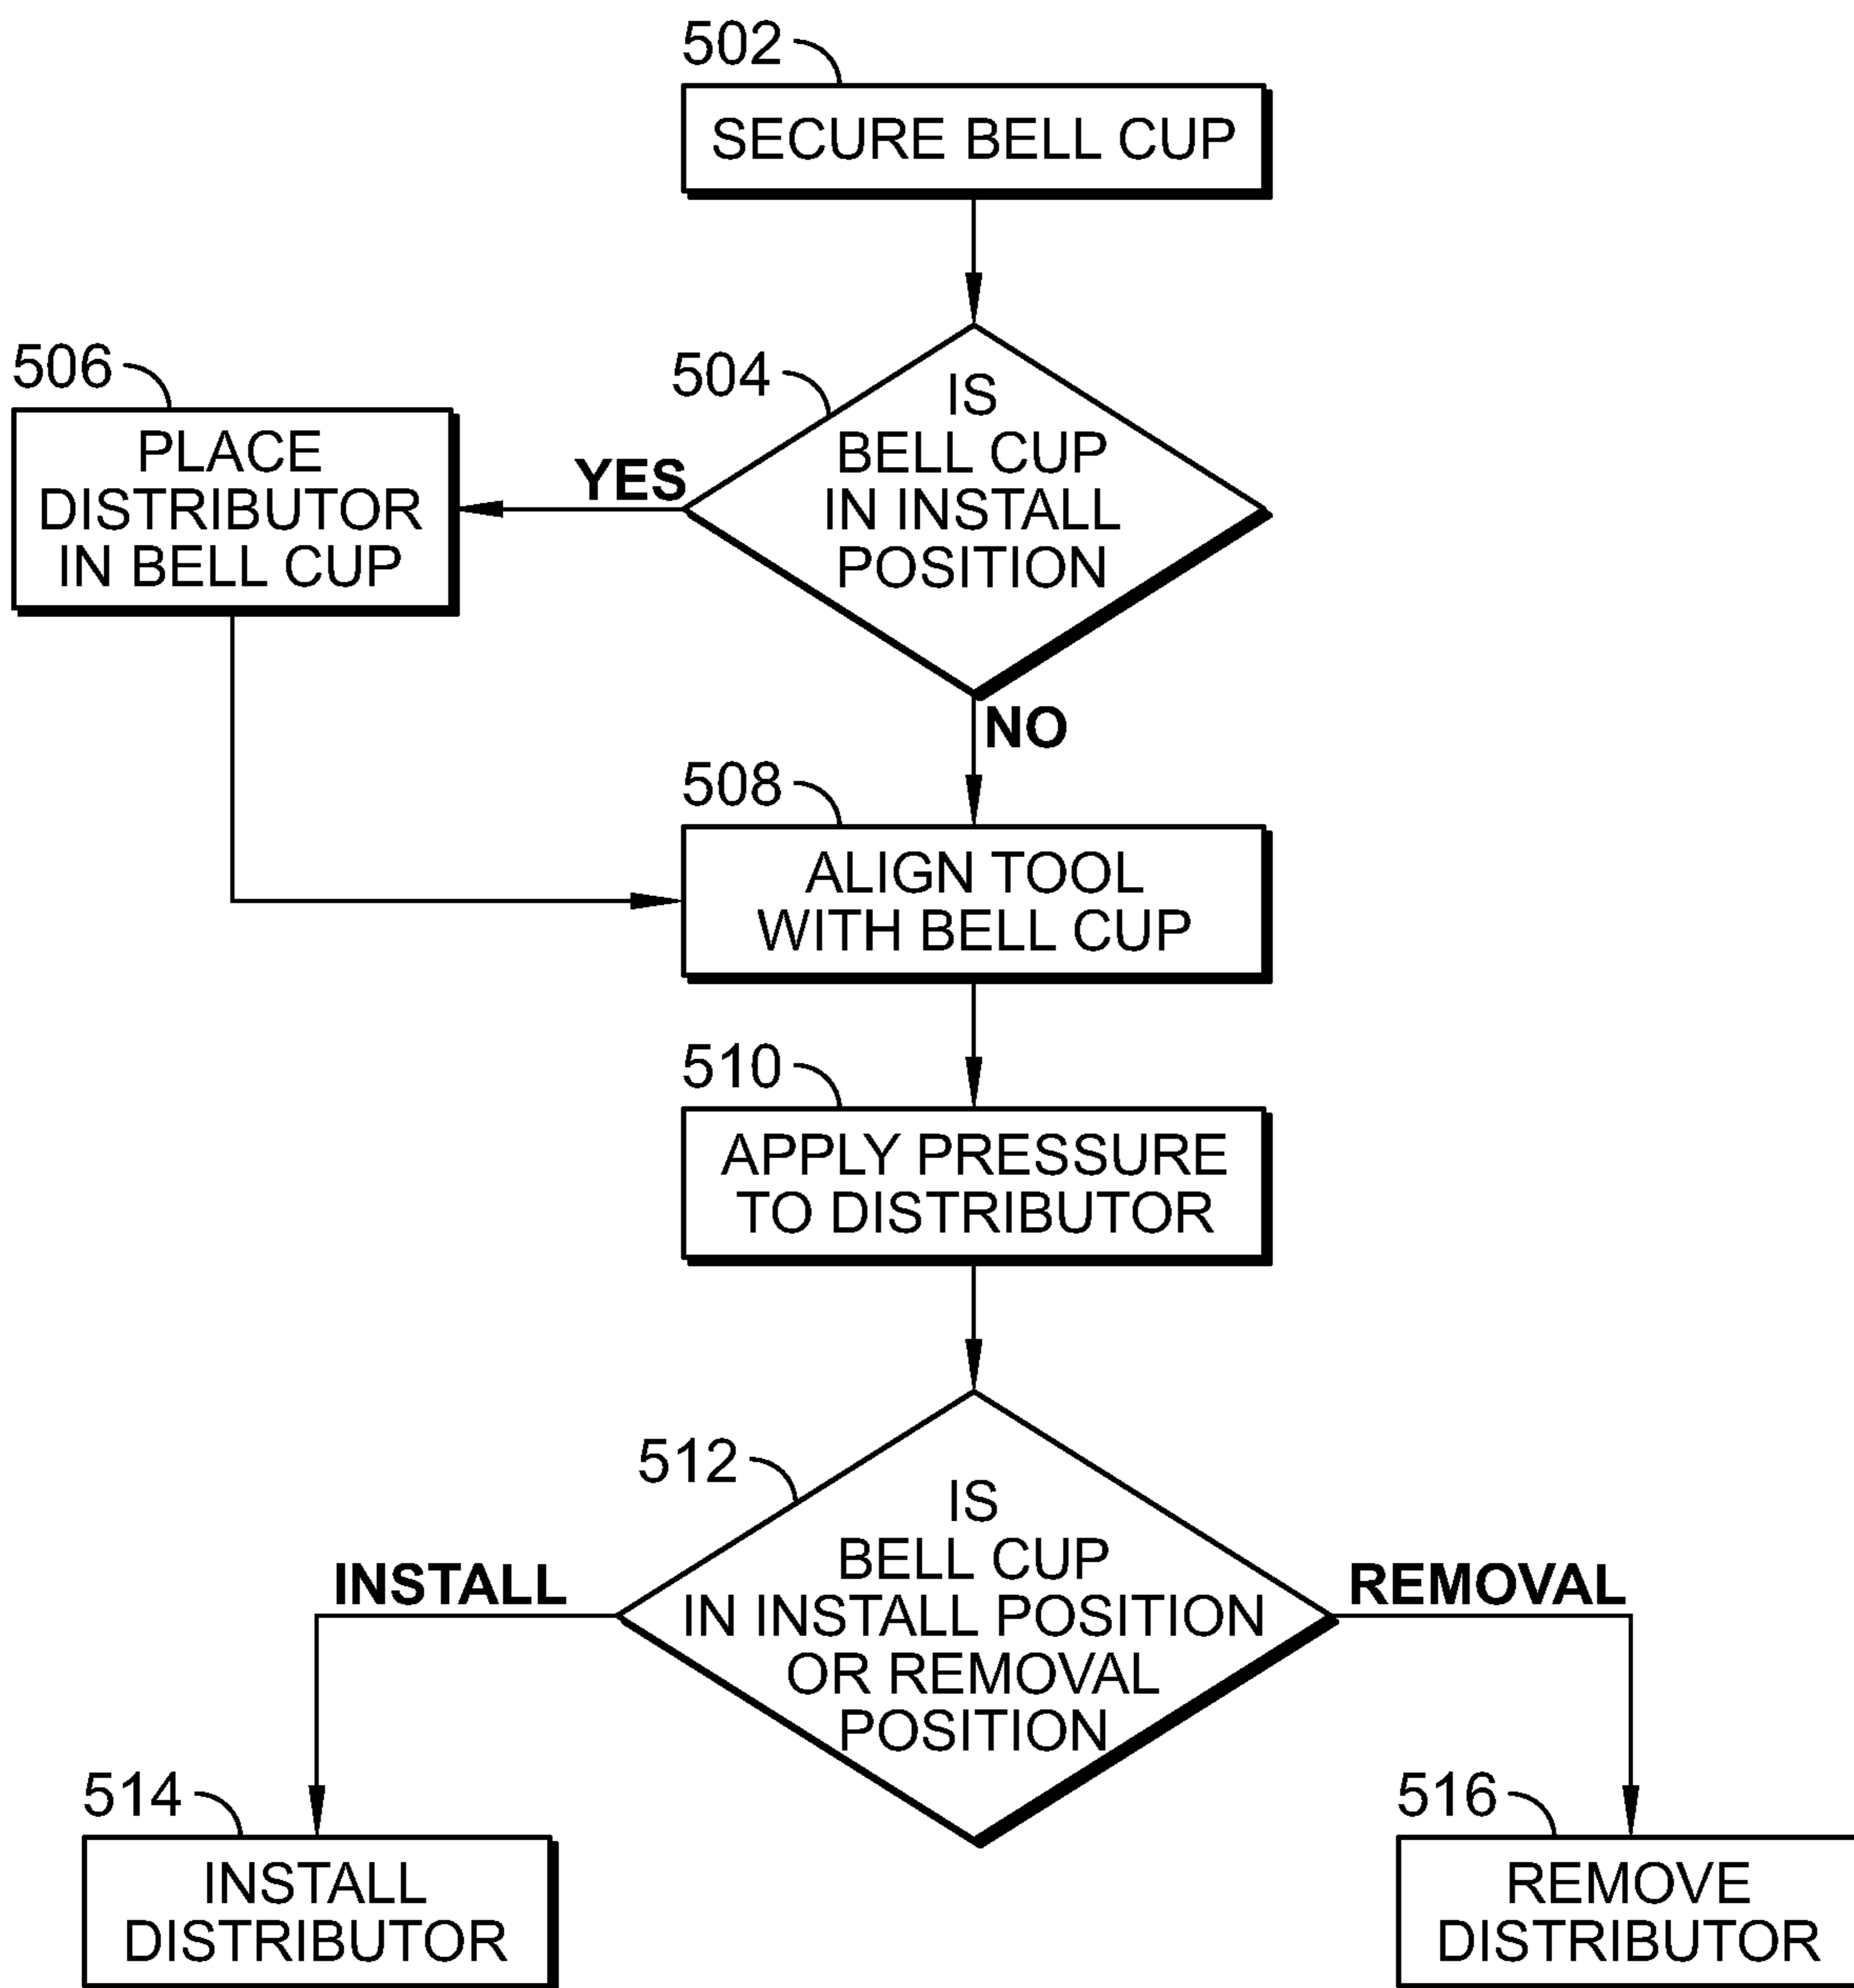 502
SECURE BELL CUP
504
IS
BELL CUP
IN INSTALL
POSITION
YES
506
PLACE
DISTRIBUTOR
IN BELL CUP
NO
508
ALIGN TOOL
WITH BELL CUP
510
APPLY PRESSURE
TO DISTRIBUTOR
512
IS
BELL CUP
IN INSTALL POSITION
OR REMOVAL
POSITION
INSTALL
REMOVAL
514
INSTALL
DISTRIBUTOR
516
REMOVE
DISTRIBUTOR